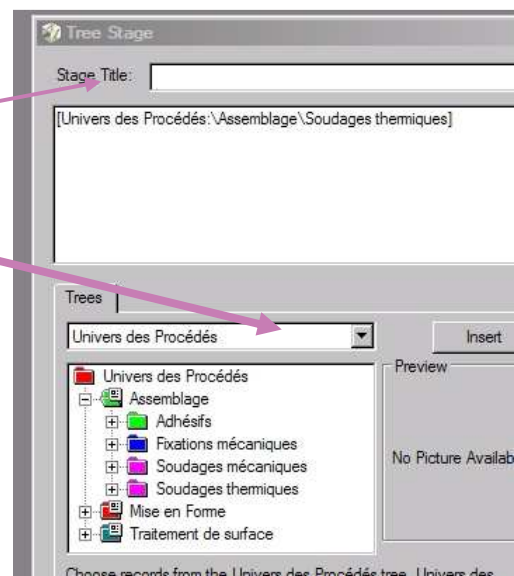 Tree Stage
Stage Title:
[Univers des Procédés:\Assemblage\Soudages thermiques]
Trees
Univers des Procédés
Insert
Preview
Univers des Procédés
Assemblage
Adhésifs
Fixations mécaniques
Soudages mécaniques
Soudages thermiques
Mise en Forme
Traitement de surface
No Picture Availab
Choose records from the Univers des Procédés tree. Univers des